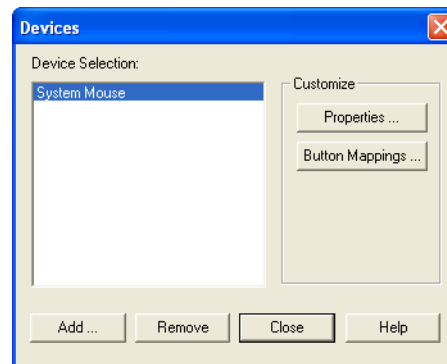 Devices
Device Selection:
System Mouse
Customize
Properties ...
Button Mappings ...
Add ...
Remove
Close
Help